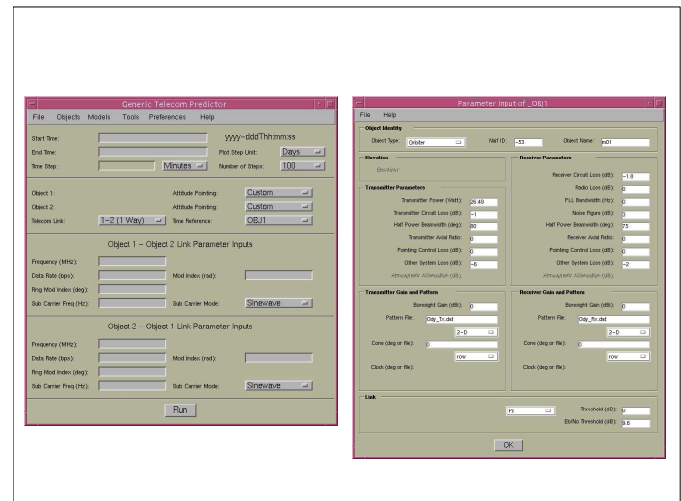 Generic Telecom Predictor
File Objects Models Tools Preferences Help
Start Time: yyyy-dddThh:mm:ss
End Time: Plot Step Unit: Days
Time Step: Minutes Number of Steps: 100
Object 1: Attitude Pointing: Custom
Object 2: Attitude Pointing: Custom
Telecom Link: 1-2 (1 Way) Time Reference: OBJ1
Object 1 - Object 2 Link Parameter Inputs
Frequency (MHz):
Data Rate (bps): Mod Index (rad):
Rng Mod Index (deg):
Sub Carrier Freq (Hz): Sub Carrier Mode: Sinewave
Object 2 - Object 1 Link Parameter Inputs
Frequency (MHz):
Data Rate (bps): Mod Index (rad):
Rng Mod Index (deg):
Sub Carrier Freq (Hz): Sub Carrier Mode: Sinewave
Run
Parameter Input of _OBJ1
File Help
Object Identity
Object Type: Orbiter Naif ID: -53 Object Name: m01
Elevation
Elevation:
Transmitter Parameters
Transmitter Power (Watt): 26.49
Transmitter Circuit Loss (dB): -1
Half Power Beamwidth (deg): 80
Transmitter Axial Ratio: 0
Pointing Control Loss (dB): 0
Other System Loss (dB): -6
Atmospheric Attenuation (dB):
Receiver Parameters
Receiver Circuit Loss (dB): -1.8
Radio Loss (dB): 0
PLL Bandwidth (Hz): 0
Noise Figure (dB): 3
Half Power Beamwidth (deg): 75
Receiver Axial Ratio: 0
Pointing Control Loss (dB): 0
Other System Loss (dB): -2
Atmospheric Attenuation (dB):
Transmitter Gain and Pattern
Boresight Gain (dBi): 0
Pattern File: Ody_Tx.dat
2-D
Cone (deg or file): 0
row
Clock (deg or file):
Receiver Gain and Pattern
Boresight Gain (dB): 0
Pattern File: Ody_Rx.dat
2-D
Cone (deg or file): 0
row
Clock (deg or file):
Link
Threshold (dB):
Eb/No Threshold (dB): 9.6
OK